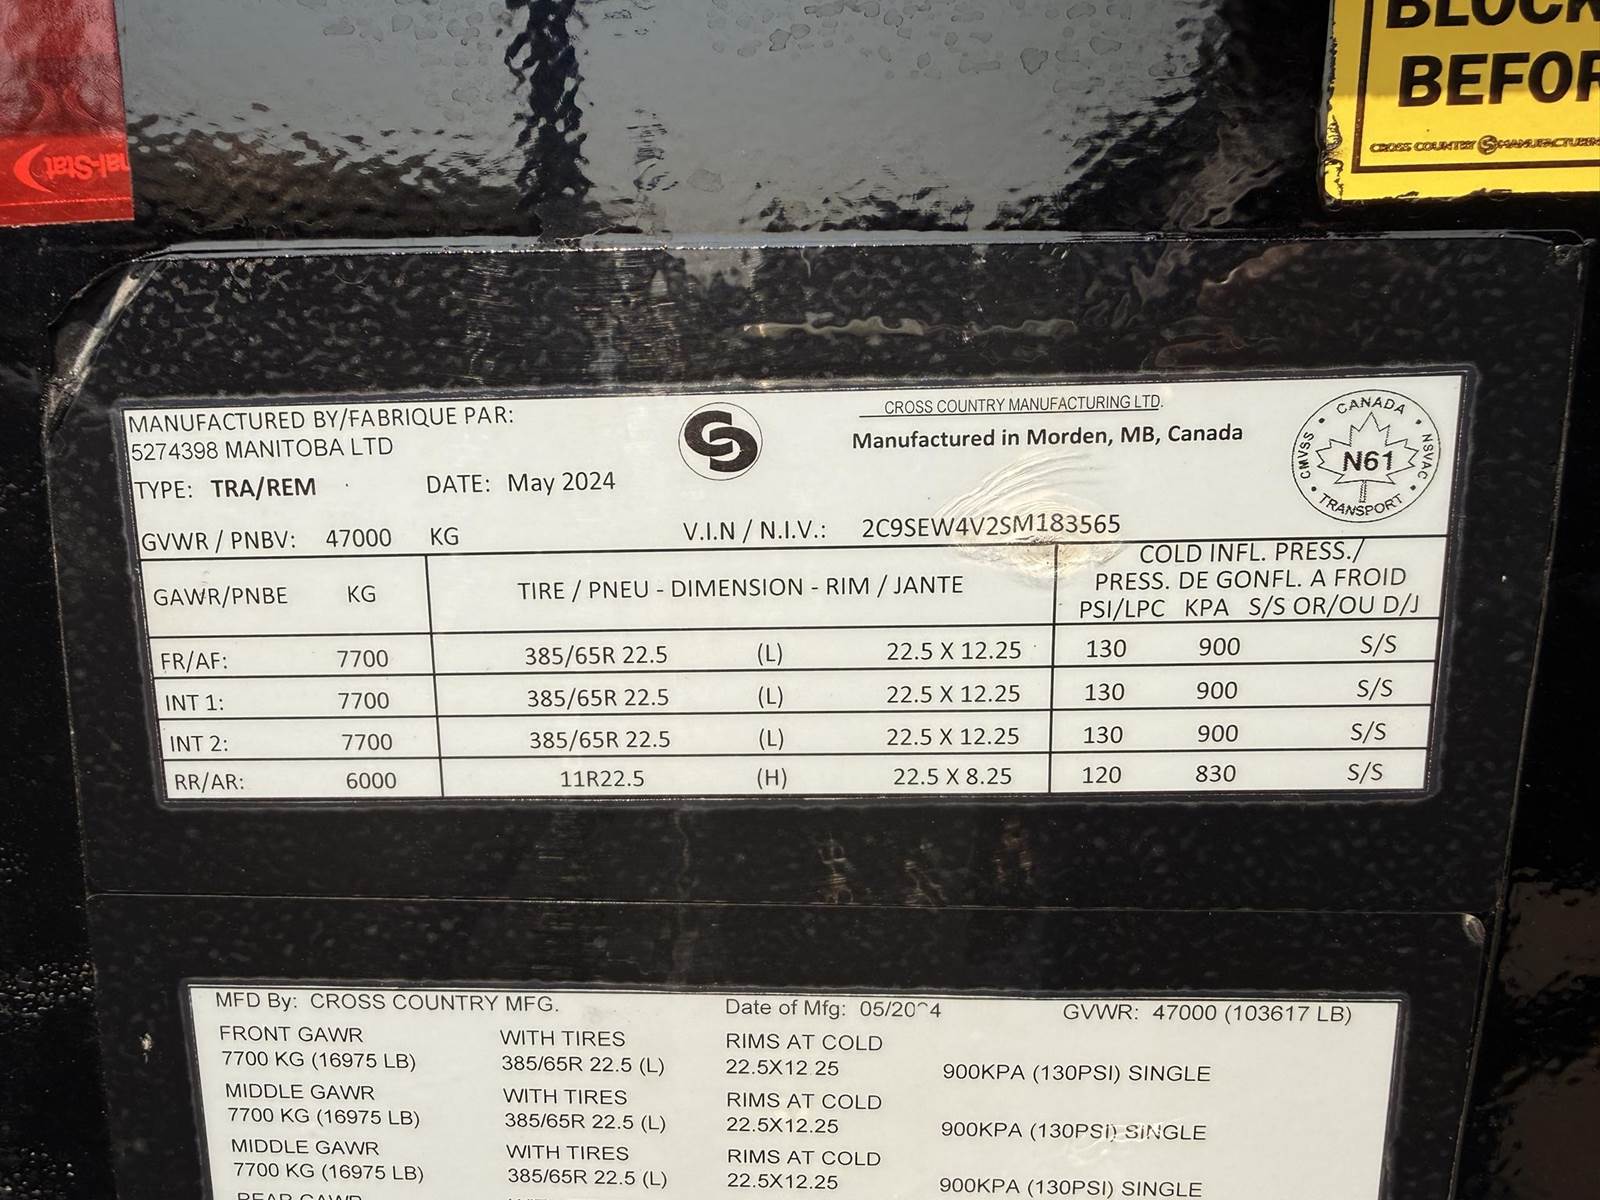 BLOCK
BEFOR
CROSS COUNTRY MANUFACTURIN
nal-Stat
MANUFACTURED BY/FABRIQUE PAR:
5274398 MANITOBA LTD
CROSS COUNTRY MANUFACTURING LTD.
Manufactured in Morden, MB, Canada
CANADA
CMVSS
NSVAC
N61
TRANSPORT
TYPE: TRA/REM DATE: May 2024
GVWR / PNBV: 47000 KG V.I.N / N.I.V.: 2C9SEW4V2SM183565
GAWR/PNBE KG TIRE / PNEU - DIMENSION - RIM / JANTE
COLD INFL. PRESS./
PRESS. DE GONFL. A FROID
PSI/LPC KPA S/S OR/OU D/J
FR/AF: 7700 385/65R 22.5 (L) 22.5 X 12.25 130 900 S/S
INT 1: 7700 385/65R 22.5 (L) 22.5 X 12.25 130 900 S/S
INT 2: 7700 385/65R 22.5 (L) 22.5 X 12.25 130 900 S/S
RR/AR: 6000 11R22.5 (H) 22.5 X 8.25 120 830 S/S
MFD By: CROSS COUNTRY MFG. Date of Mfg: 05/2024 GVWR: 47000 (103617 LB)
FRONT GAWR WITH TIRES RIMS AT COLD
7700 KG (16975 LB) 385/65R 22.5 (L) 22.5X12 25 900KPA (130PSI) SINGLE
MIDDLE GAWR WITH TIRES RIMS AT COLD
7700 KG (16975 LB) 385/65R 22.5 (L) 22.5X12.25 900KPA (130PSI) SINGLE
MIDDLE GAWR WITH TIRES RIMS AT COLD
7700 KG (16975 LB) 385/65R 22.5 (L) 22.5X12.25 900KPA (130PSI) SINGLE
REAR GAWR